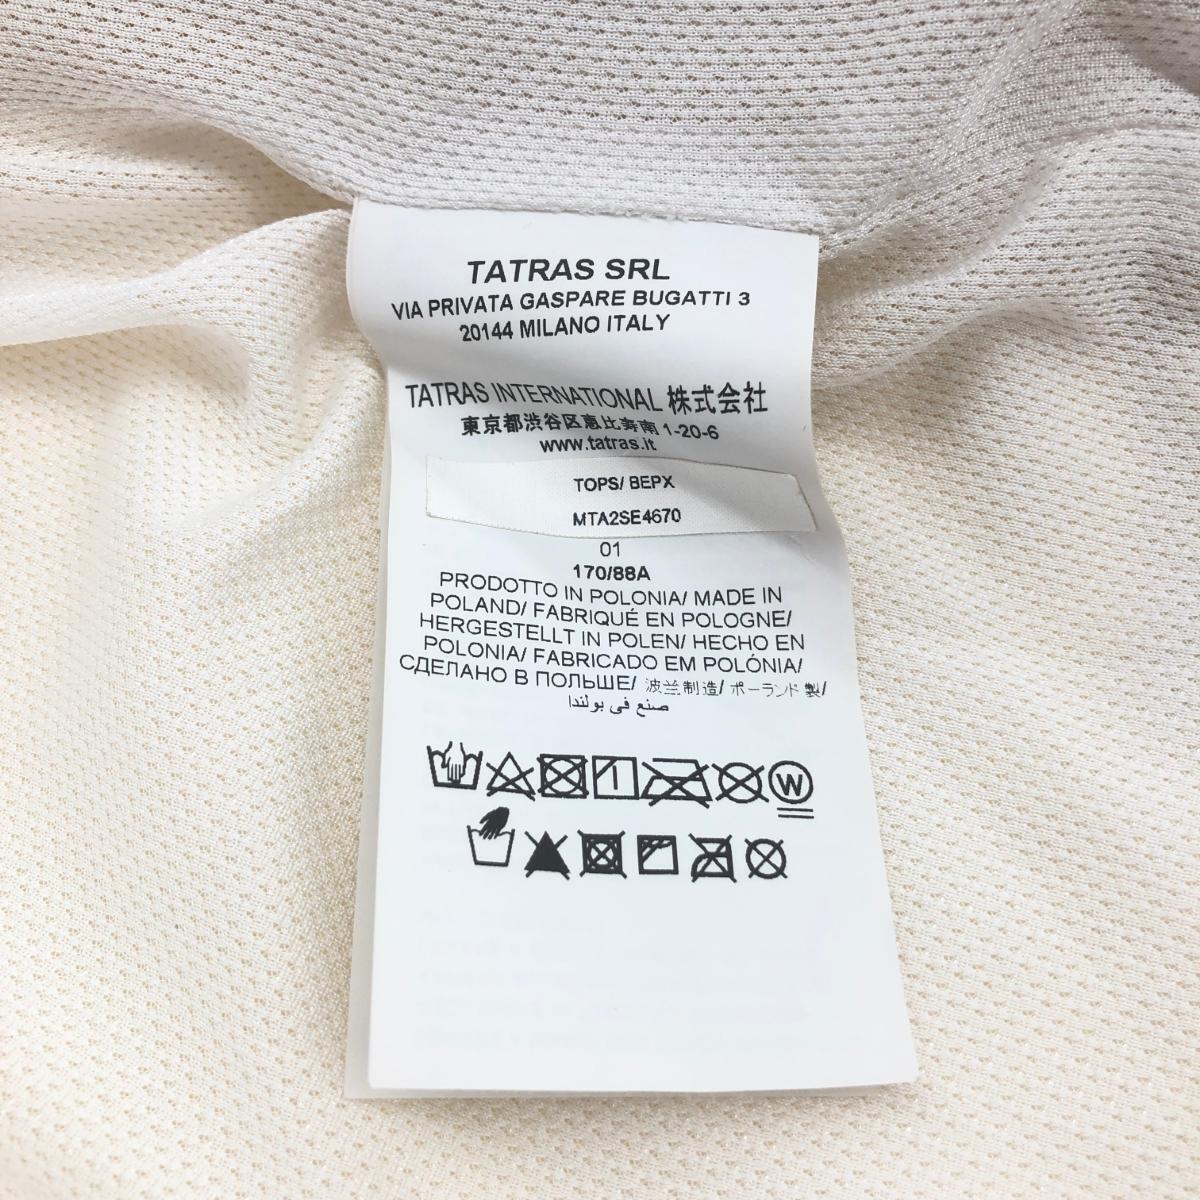 TATRAS SRL
VIA PRIVATA GASPARE BUGATTI 3
20144 MILANO ITALY
TATRAS INTERNATIONAL 株式会社
東京都渋谷区恵比寿南 1-20-6
www.tatras.it
TOPS/ ВЕРХ
MTA2SE4670
01
170/88A
PRODOTTO IN POLONIA/ MADE IN
POLAND/ FABRIQUÉ EN POLOGNE/
HERGESTELLT IN POLEN/ HECHO EN
POLONIA/ FABRICADO EM POLÓNIA/
СДЕЛАНО В ПОЛЬШЕ/ 波兰制造/ ポーランド 製/
صنع في بولندا
W